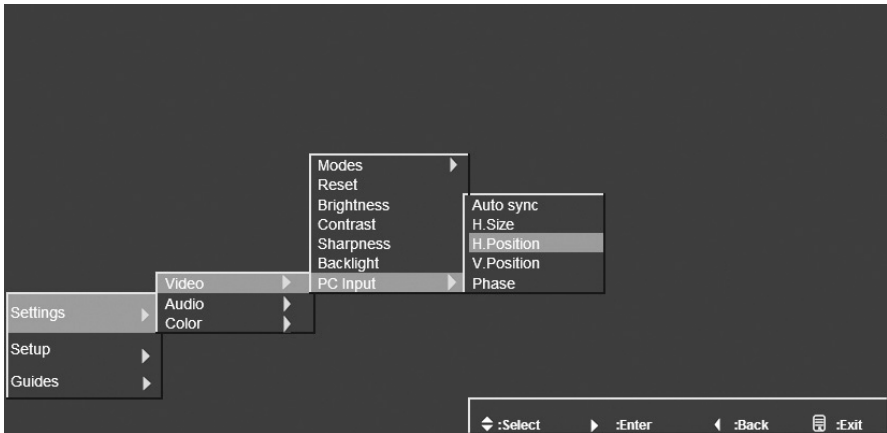 Modes
Reset
Brightness
Contrast
Sharpness
Backlight
PC Input
Auto sync
H.Size
H.Position
V.Position
Phase
Video
Audio
Color
Settings
Setup
Guides
:Select :Enter :Back :Exit